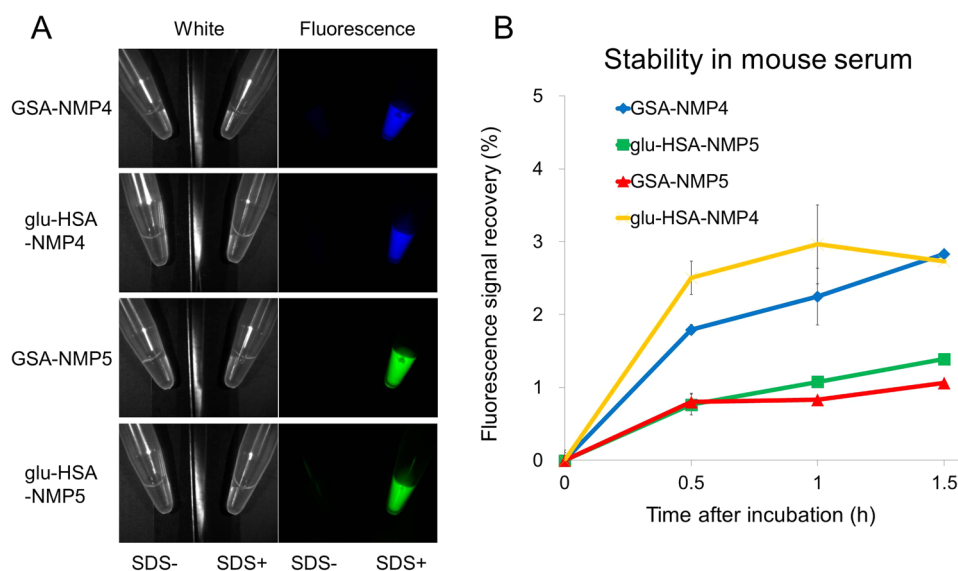 A
White
Fluorescence
GSA-NMP4
glu-HSA
-NMP4
GSA-NMP5
glu-HSA
-NMP5
SDS-
SDS+
SDS-
SDS+
B
Stability in mouse serum
Fluorescence signal recovery (%)
5
4
3
2
1
0
GSA-NMP4
glu-HSA-NMP5
GSA-NMP5
glu-HSA-NMP4
0
0.5
1
1.5
Time after incubation (h)